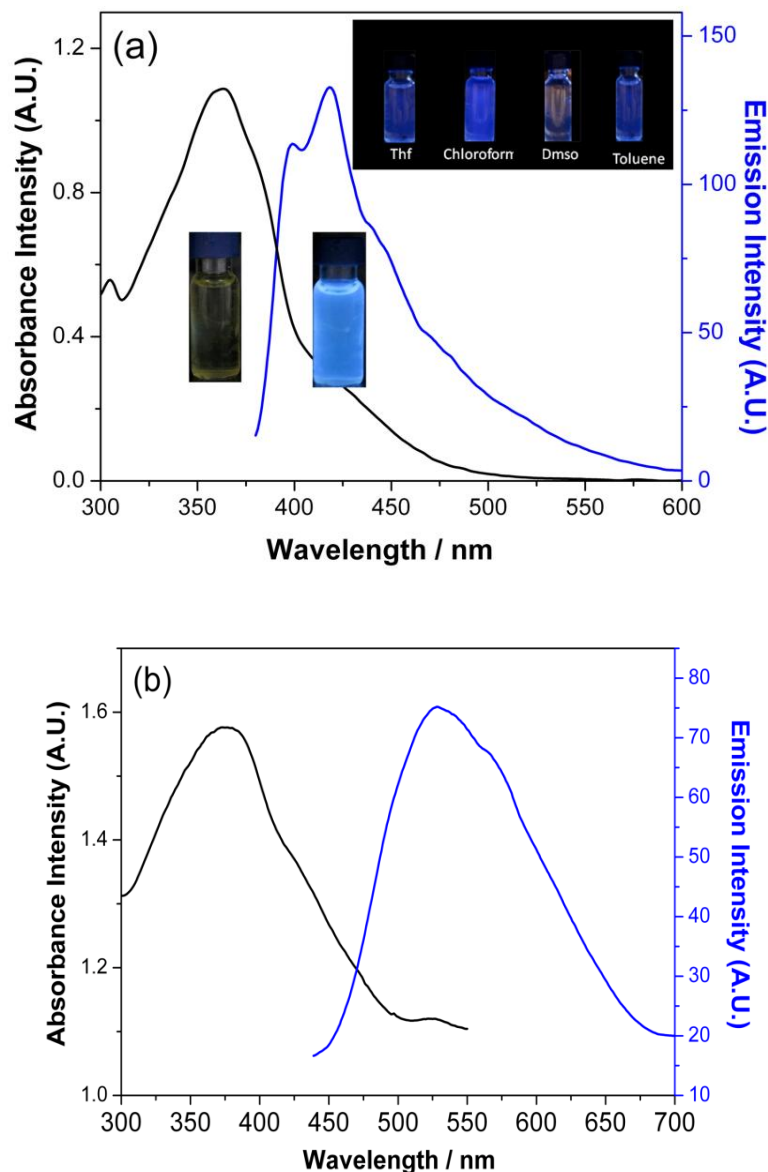 (a)
Absorbance Intensity (A.U.)
1.2
0.8
0.4
0.0
Thf Chloroform Dmso Toluene
150
100
50
0
Emission Intensity (A.U.)
300 350 400 450 500 550 600
Wavelength / nm
(b)
Absorbance Intensity (A.U.)
1.6
1.4
1.2
1.0
80
75
70
60
50
40
30
20
10
Emission Intensity (A.U.)
300 350 400 450 500 550 600 650 700
Wavelength / nm